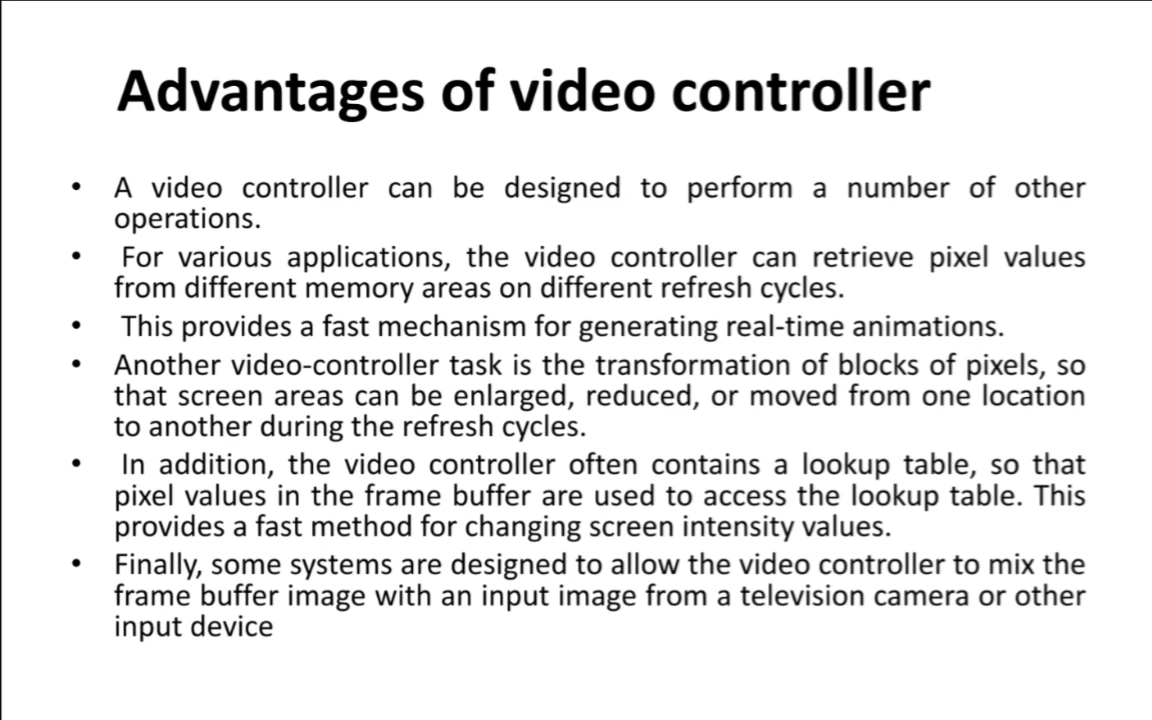 Advantages of video controller
• A video controller can be designed to perform a number of other
operations.
• For various applications, the video controller can retrieve pixel values
from different memory areas on different refresh cycles.
• This provides a fast mechanism for generating real-time animations.
• Another video-controller task is the transformation of blocks of pixels, so
that screen areas can be enlarged, reduced, or moved from one location
to another during the refresh cycles.
• In addition, the video controller often contains a lookup table, so that
pixel values in the frame buffer are used to access the lookup table. This
provides a fast method for changing screen intensity values.
• Finally, some systems are designed to allow the video controller to mix the
frame buffer image with an input image from a television camera or other
input device